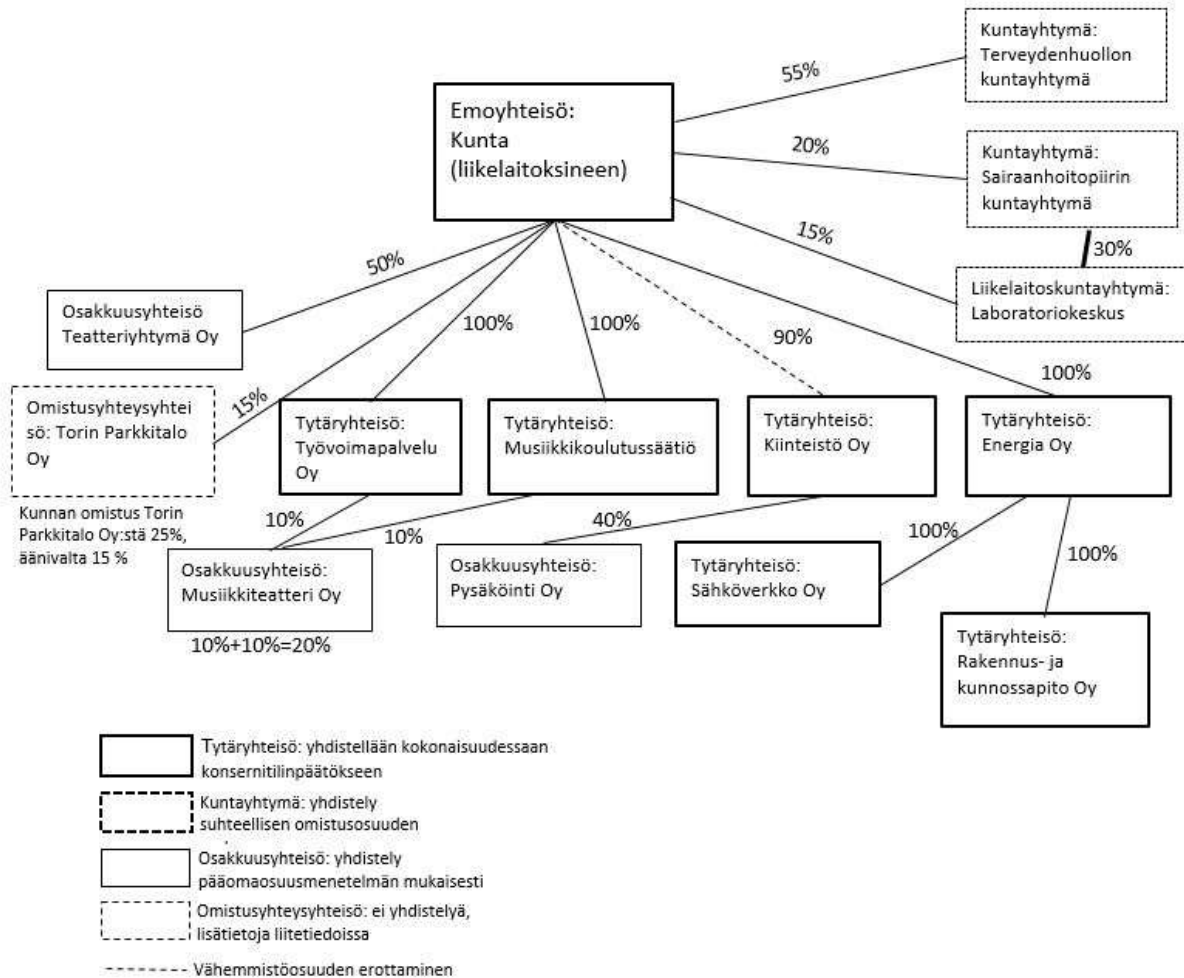 Kuntayhtymä:
Terveydenhuollon
kuntayhtymä
55%
Emoyhteisö:
Kunta
(liikelaitoksineen)
20%
Kuntayhtymä:
Sairaanhoitopiirin
kuntayhtymä
15%
30%
50%
Liikelaitoskuntayhtymä:
Laboratoriokeskus
Osakkuusyhteisö
Teatteriyhtymä Oy
100%
100%
90%
100%
15%
Omistusyhteysyhtei
sö: Torin Parkkitalo
Oy
Tytäryhteisö:
Työvoimapalvelu
Oy
Tytäryhteisö:
Musiikkikoulutussäätiö
Tytäryhteisö:
Kiinteistö Oy
Tytäryhteisö:
Energia Oy
Kunnan omistus Torin
Parkkitalo Oy:stä 25%,
äänivalta 15 %
10%
10%
40%
100%
100%
Osakkuusyhteisö:
Musiikkiteatteri Oy
10%+10%=20%
Osakkuusyhteisö:
Pysäköinti Oy
Tytäryhteisö:
Sähköverkko Oy
Tytäryhteisö:
Rakennus- ja
kunnossapito Oy
Tytäryhteisö: yhdistellään kokonaisuudessaan
konsernitilinpäätökseen
Kuntayhtymä: yhdistely
suhteellisen omistusosuuden
Osakkuusyhteisö: yhdistely
pääomaosuusmenetelmän mukaisesti
Omistusyhteysyhteisö: ei yhdistelyä,
lisätietoja liitetiedoissa
Vähemmistöosuuden erottaminen